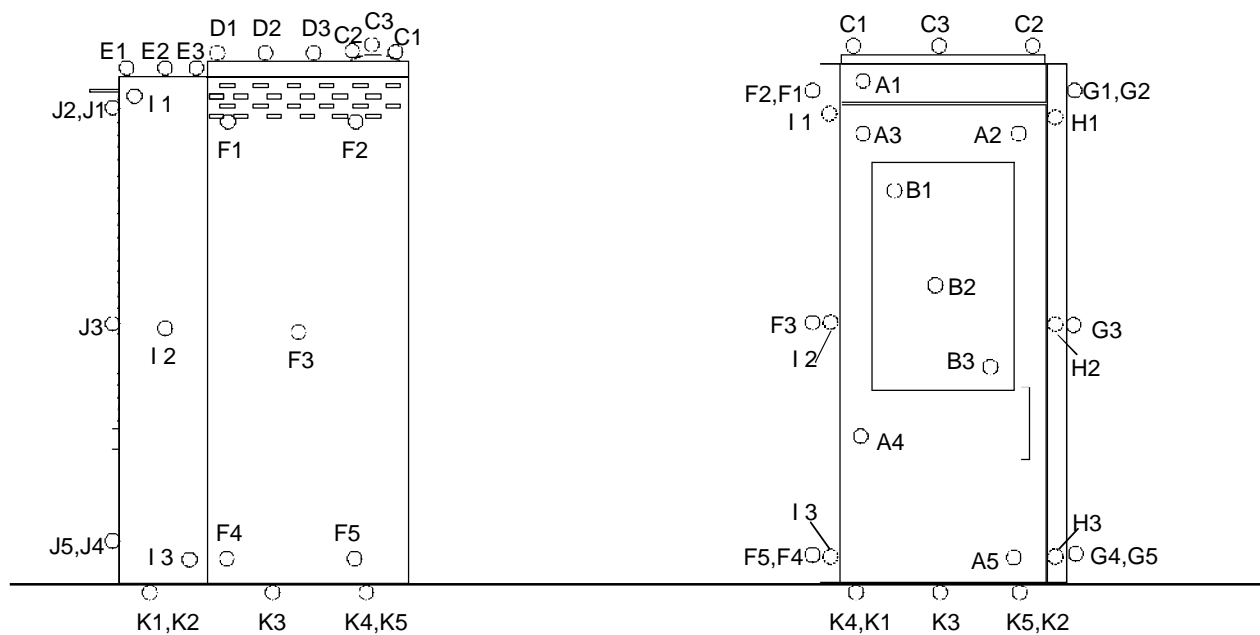 D1 D2 D3 C2 C3 C1
E1 E2 E3
J2,J1 I 1
F1 F2
J3
I 2 F3
F4 F5
J5,J4 I 3
K1,K2 K3 K4,K5
C1 C3 C2
F2,F1 A1 G1,G2
I 1 A3 A2 H1
B1
B2
F3 G3
I 2 B3 H2
A4
I 3 H3
F5,F4 A5 G4,G5
K4,K1 K3 K5,K2